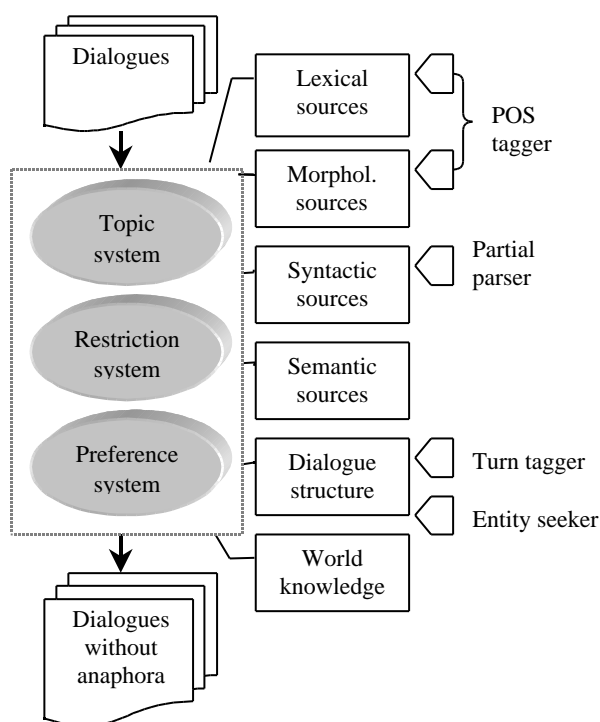 Dialogues
Lexical
sources
POS
tagger
Morphol.
sources
Topic
system
Syntactic
sources
Partial
parser
Restriction
system
Semantic
sources
Preference
system
Dialogue
structure
Turn tagger
Entity seeker
World
knowledge
Dialogues
without
anaphora